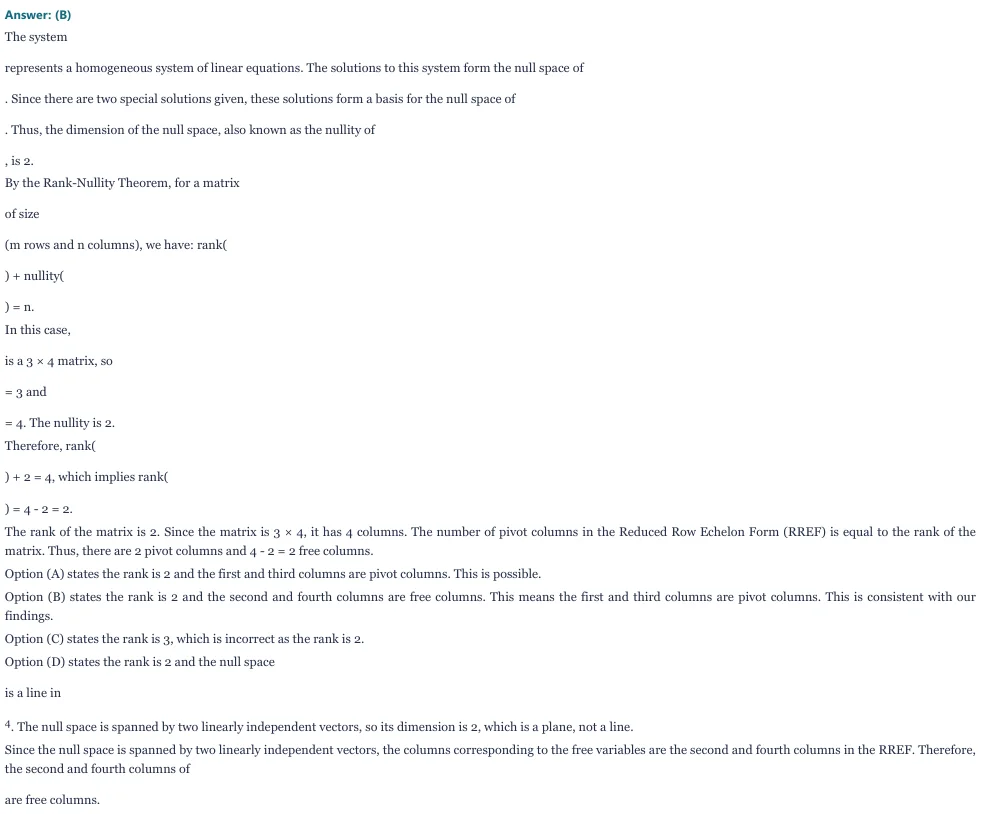 Answer: (B)
The system
represents a homogeneous system of linear equations. The solutions to this system form the null space of
. Since there are two special solutions given, these solutions form a basis for the null space of
. Thus, the dimension of the null space, also known as the nullity of
, is 2.
By the Rank-Nullity Theorem, for a matrix
of size
(m rows and n columns), we have: rank(
) + nullity(
) = n.
In this case,
is a 3 × 4 matrix, so
= 3 and
= 4. The nullity is 2.
Therefore, rank(
) + 2 = 4, which implies rank(
) = 4 - 2 = 2.
The rank of the matrix is 2. Since the matrix is 3 × 4, it has 4 columns. The number of pivot columns in the Reduced Row Echelon Form (RREF) is equal to the rank of the
matrix. Thus, there are 2 pivot columns and 4 - 2 = 2 free columns.
Option (A) states the rank is 2 and the first and third columns are pivot columns. This is possible.
Option (B) states the rank is 2 and the second and fourth columns are free columns. This means the first and third columns are pivot columns. This is consistent with our
findings.
Option (C) states the rank is 3, which is incorrect as the rank is 2.
Option (D) states the rank is 2 and the null space
is a line in
4. The null space is spanned by two linearly independent vectors, so its dimension is 2, which is a plane, not a line.
Since the null space is spanned by two linearly independent vectors, the columns corresponding to the free variables are the second and fourth columns in the RREF. Therefore,
the second and fourth columns of
are free columns.